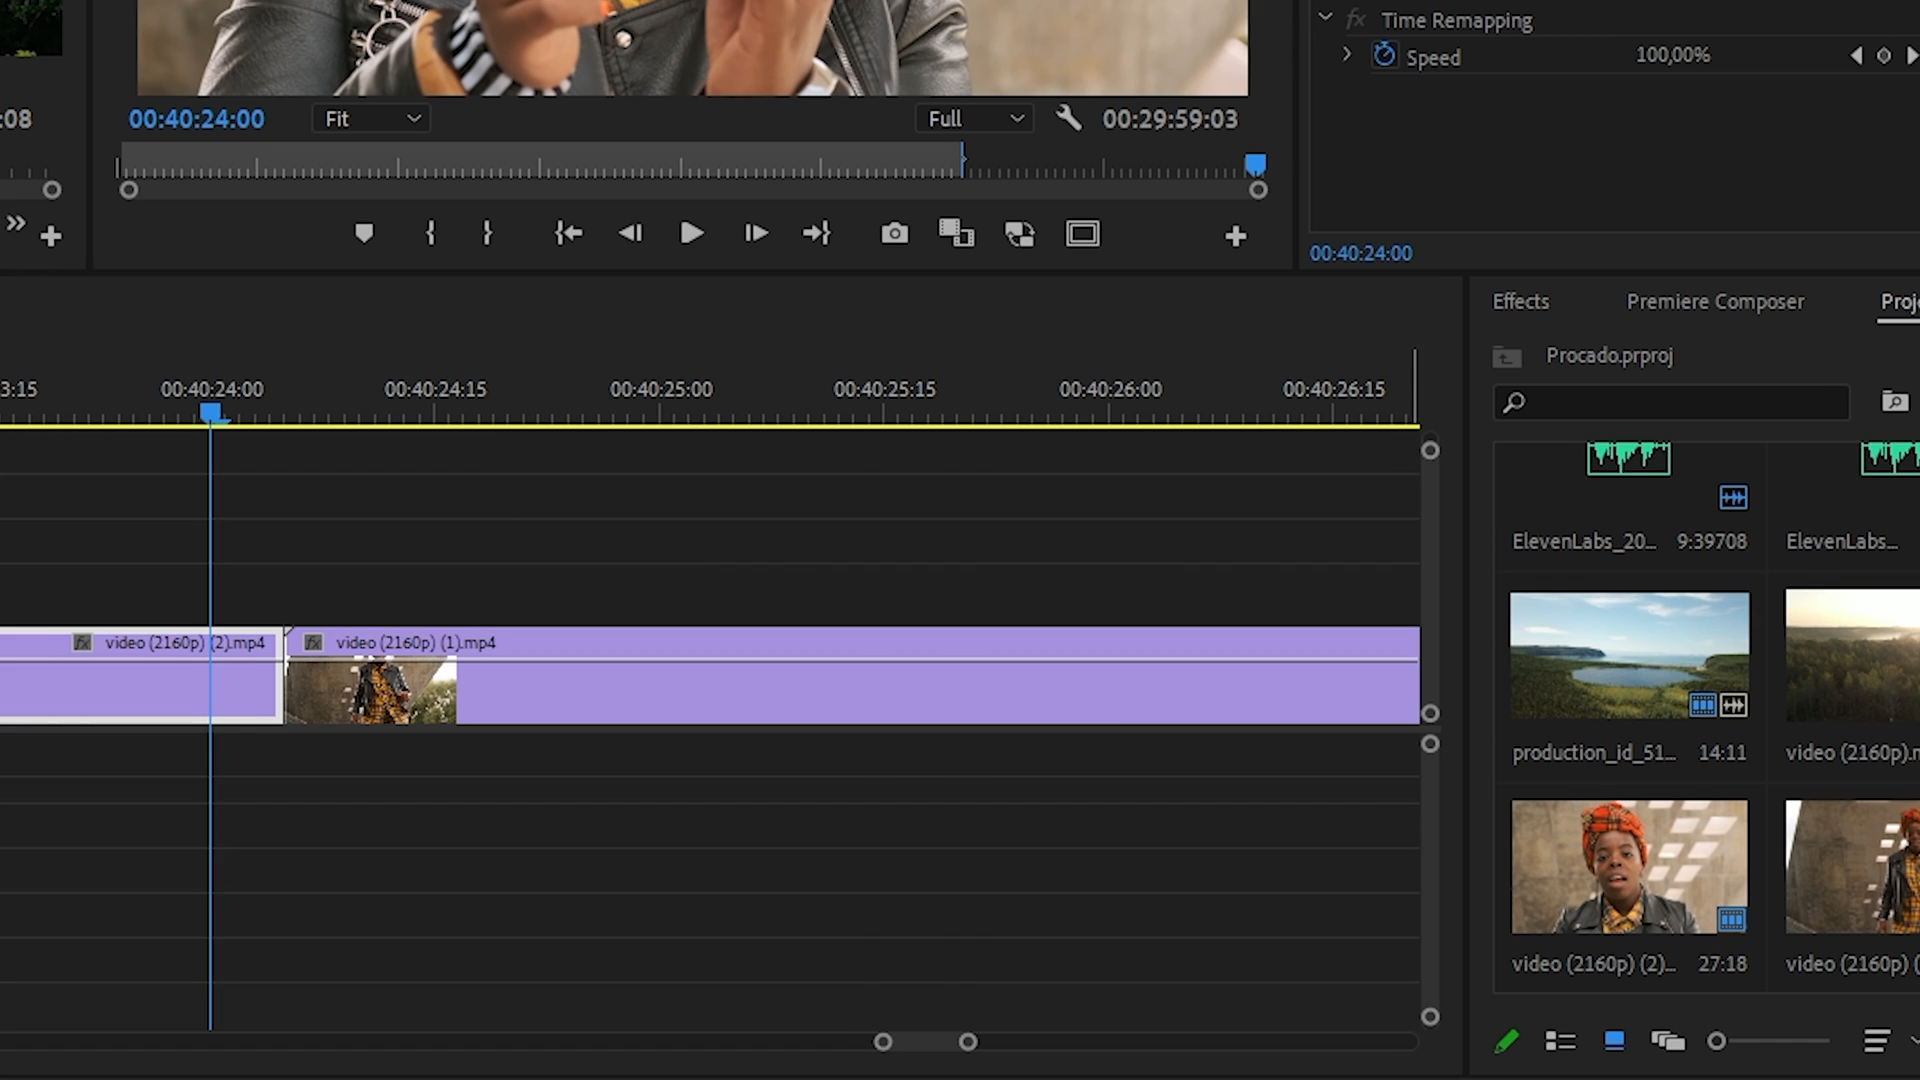 fx Time Remapping
Speed 100,00%
:08
00:40:24:00 Fit Full 00:29:59:03
00:40:24:00
Effects Premiere Composer Proj
Procado.prproj
3:15 00:40:24:00 00:40:24:15 00:40:25:00 00:40:25:15 00:40:26:00 00:40:26:15
ElevenLabs_20... 9:39708 ElevenLabs...
fx video (2160p) (2).mp4 fx video (2160p) (1).mp4
production_id_51... 14:11 video (2160p).m
video (2160p) (2)... 27:18 video (2160p) (